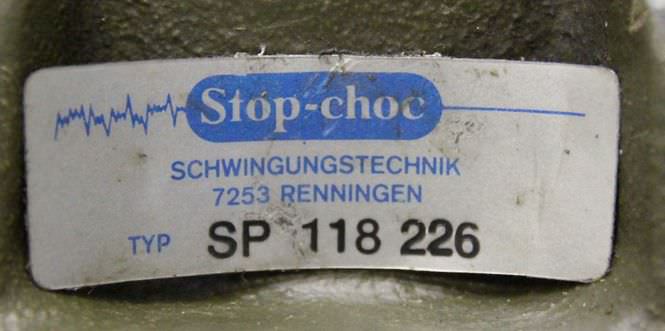 Stop-choc
SCHWINGUNGSTECHNIK
7253 RENNINGEN
TYP SP 118 226